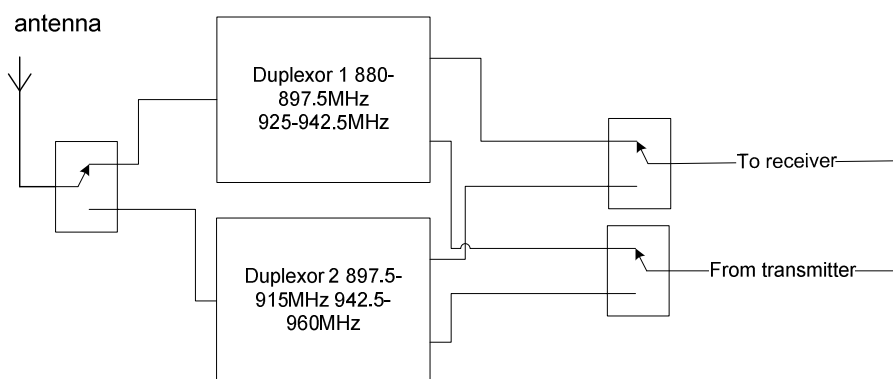 antenna
Duplexor 1 880-
897.5MHz
925-942.5MHz
To receiver
Duplexor 2 897.5-
915MHz 942.5-
960MHz
From transmitter